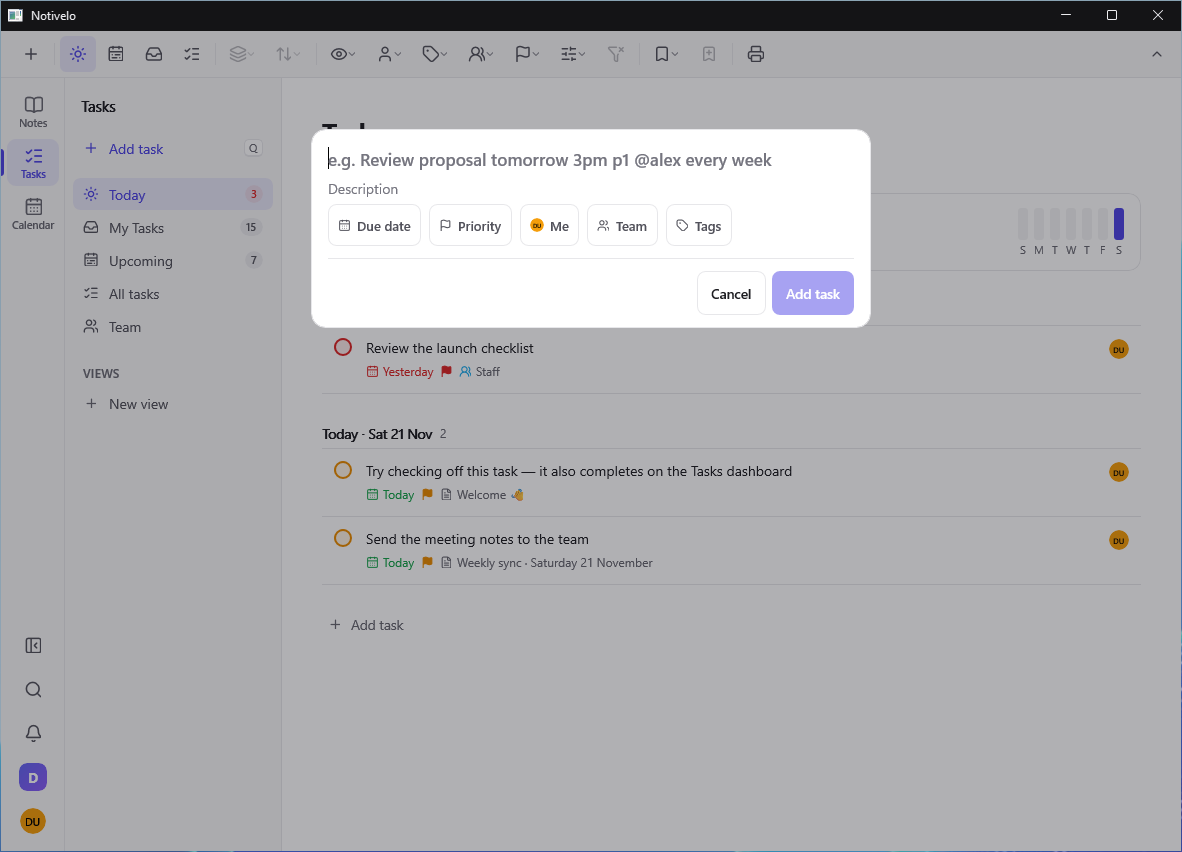 Notivelo
Notes
Tasks
Calendar
D
DU
Tasks
Add task Q
Today 3
My Tasks 15
Upcoming 7
All tasks
Team
VIEWS
New view
e.g. Review proposal tomorrow 3pm p1 @alex every week
Description
Due date Priority DU Me Team Tags
Cancel Add task
S M T W T F S
Review the launch checklist DU
Yesterday Staff
Today · Sat 21 Nov 2
Try checking off this task — it also completes on the Tasks dashboard DU
Today Welcome 👋
Send the meeting notes to the team DU
Today Weekly sync · Saturday 21 November
Add task